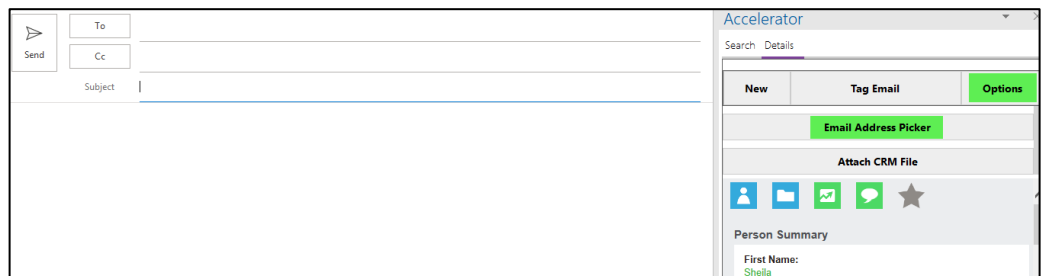 To
Send
Cc
Subject
Accelerator
Search Details
New Tag Email Options
Email Address Picker
Attach CRM File
Person Summary
First Name:
Sheila